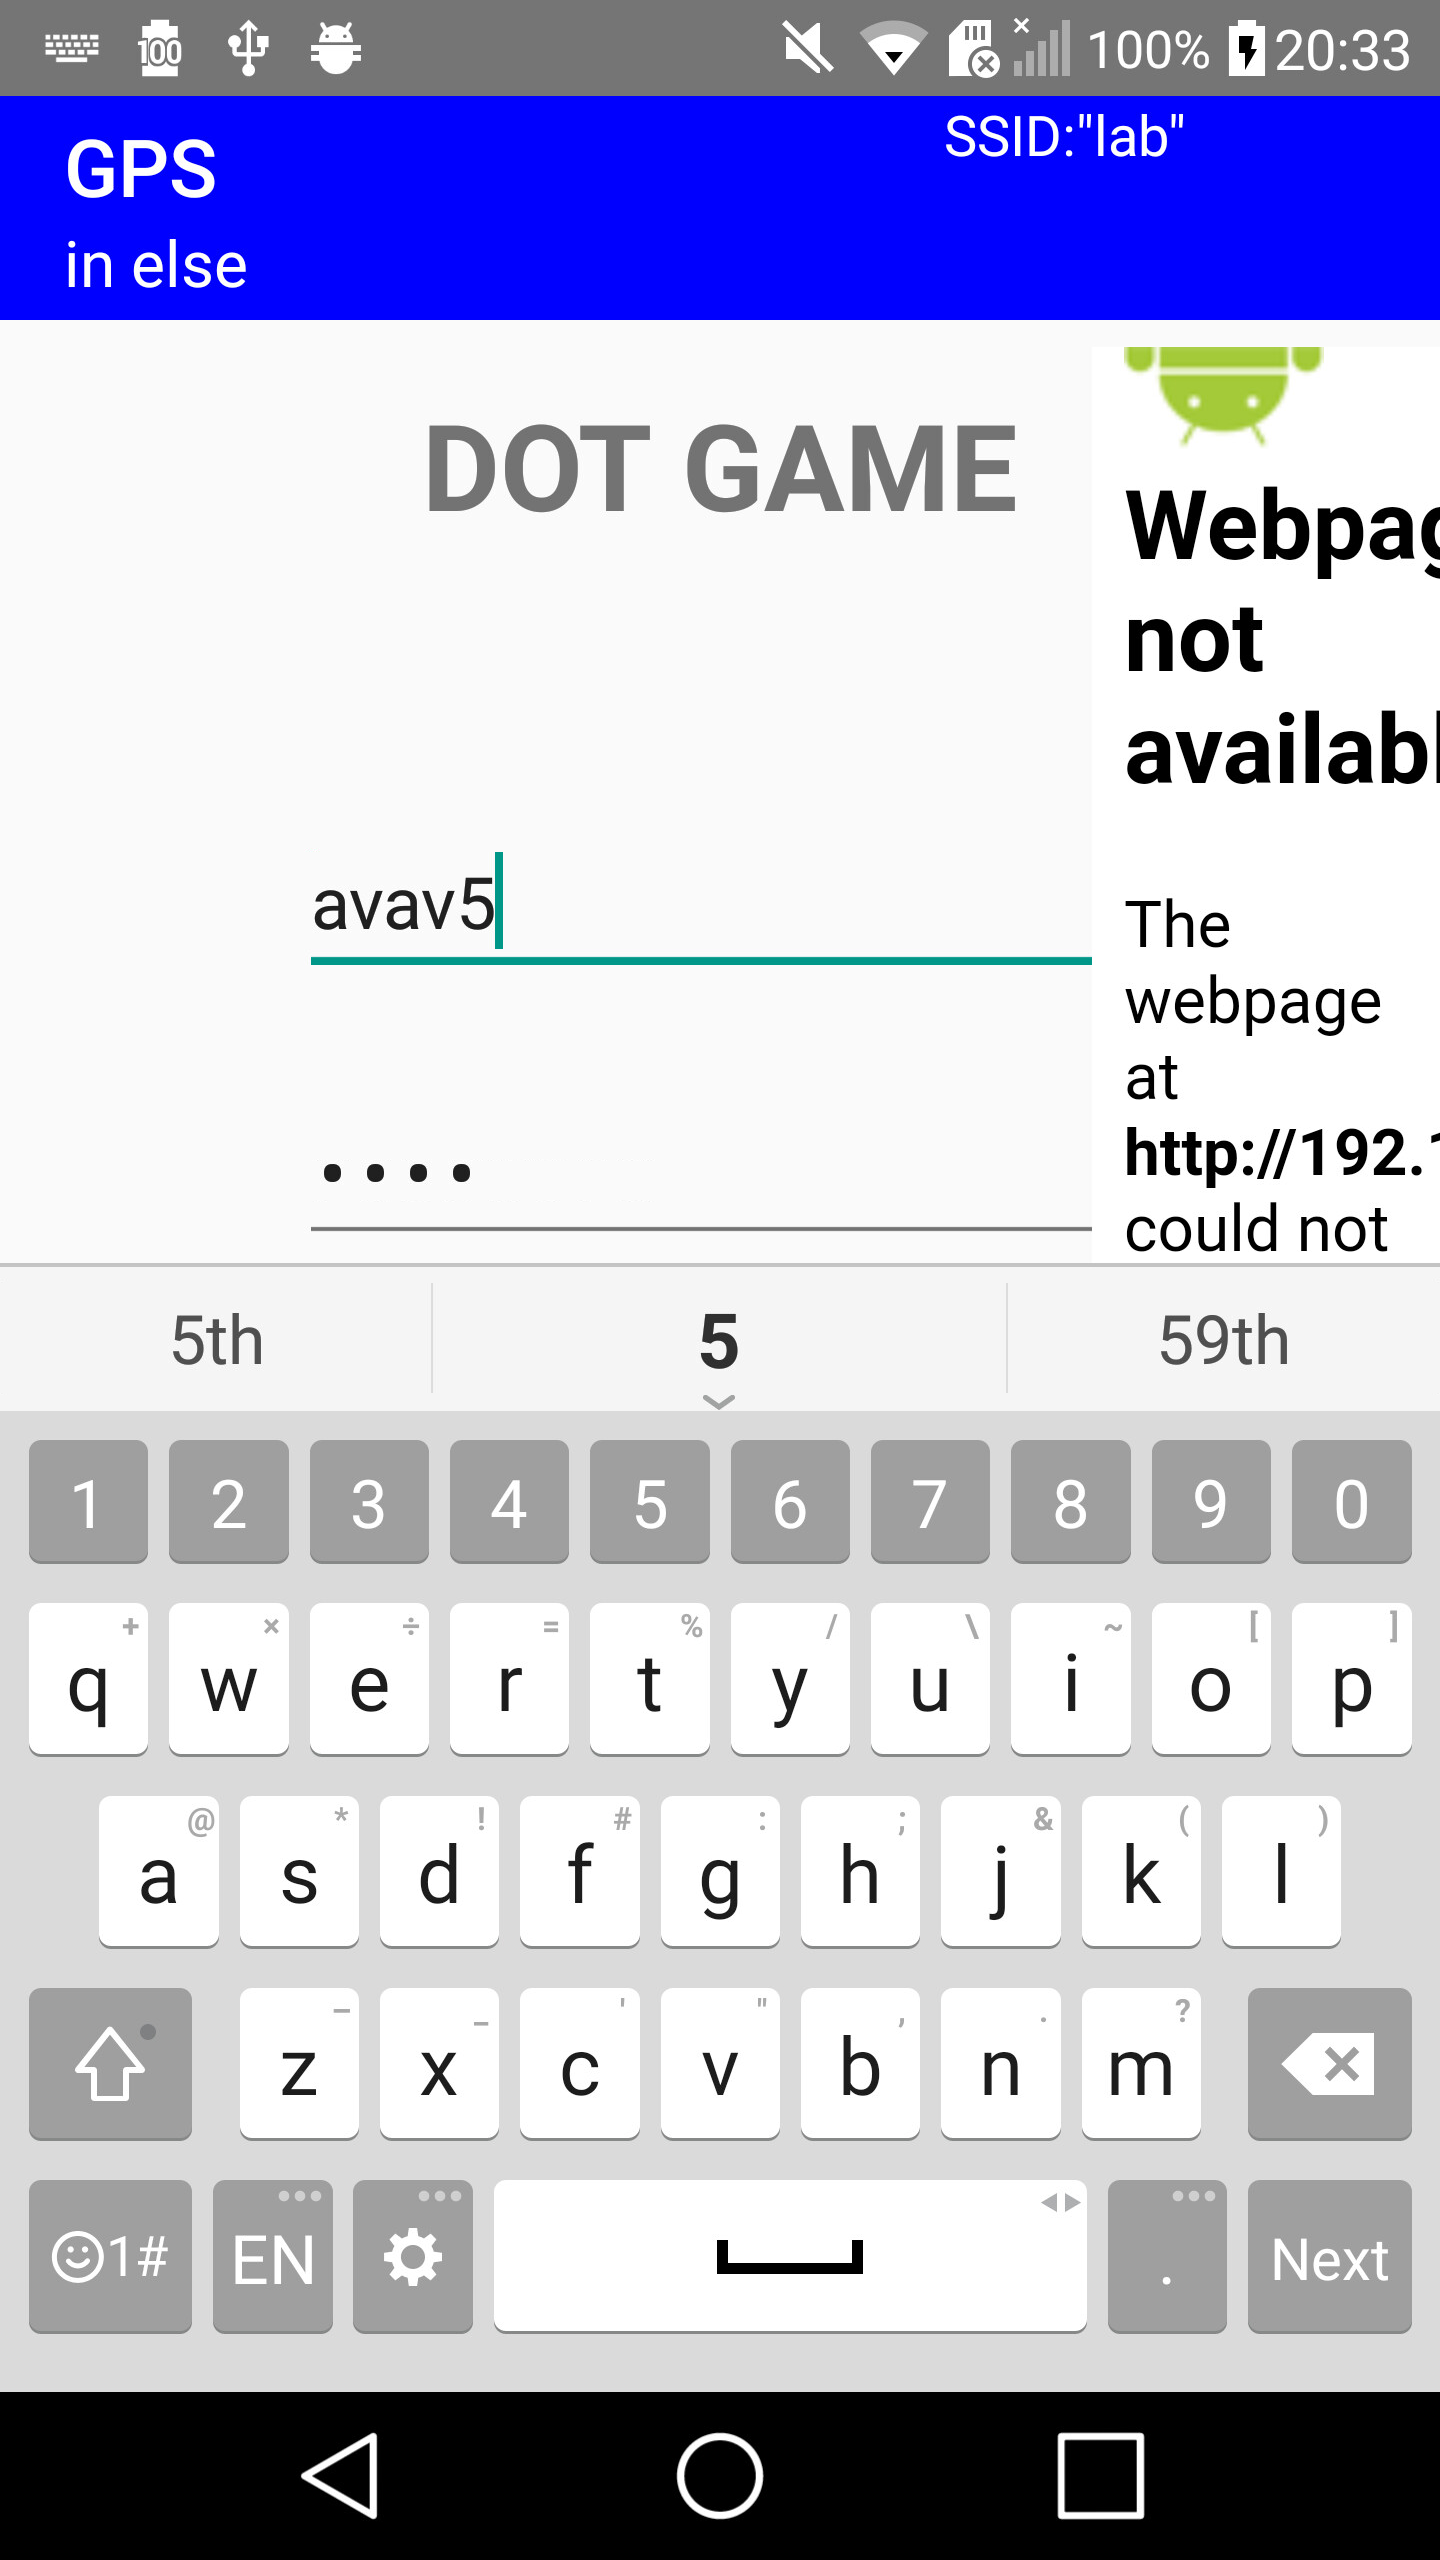 100 100% 20:33
GPS
SSID:"lab"
in else
DOT GAME
Webpag
not
availabl
avav5
The
webpage
at
http://192.1
could not
5th 5 59th
1 2 3 4 5 6 7 8 9 0
+ × ÷ = % / \ ~ [ ]
q w e r t y u i o p
@ * ! # : ; & ( )
a s d f g h j k l
– _ ' " , . ?
z x c v b n m
1# EN . Next